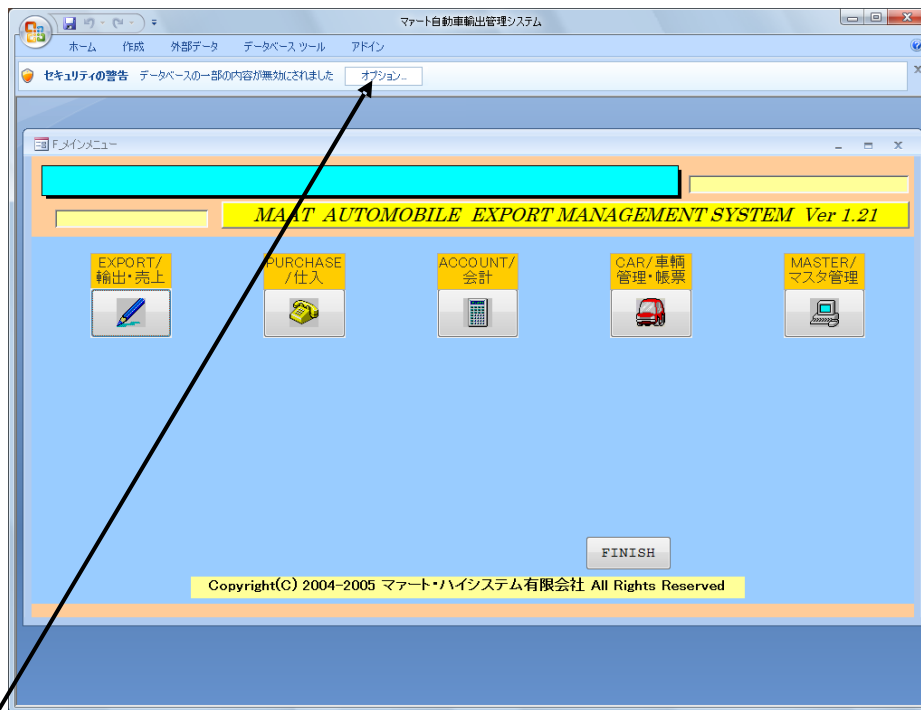 マァート自動車輸出管理システム
ホーム 作成 外部データ データベース ツール アドイン
セキュリティの警告 データベースの一部の内容が無効にされました オプション...
F_メインメニュー
MAAT AUTOMOBILE EXPORT MANAGEMENT SYSTEM Ver 1.21
EXPORT/
輸出・売上
PURCHASE
/仕入
ACCOUNT/
会計
CAR/車輌
管理・帳票
MASTER/
マスタ管理
FINISH
Copyright(C) 2004-2005 マァート・ハイシステム有限会社 All Rights Reserved